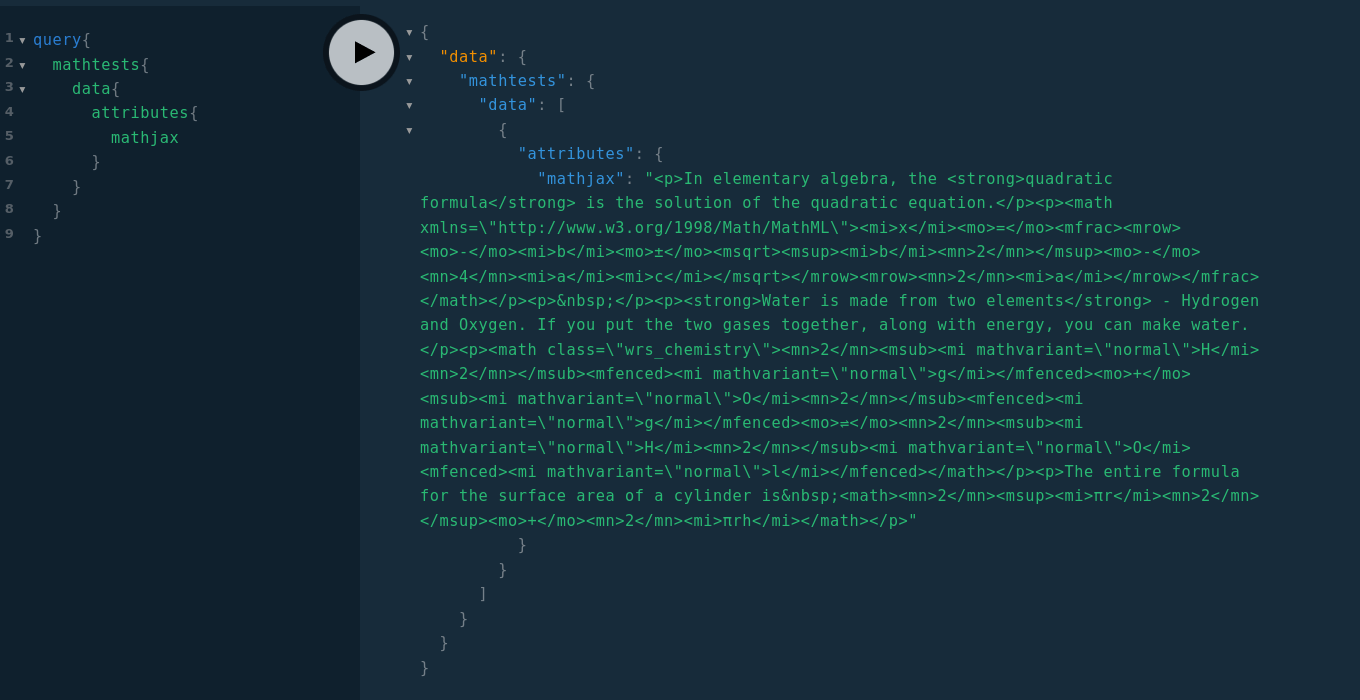 1 ▾ query{
2 ▾   mathtests{
3 ▾     data{
4         attributes{
5           mathjax
6         }
7       }
8     }
9   }
▾ {
▾   "data": {
▾     "mathtests": {
▾       "data": [
▾         {
            "attributes": {
              "mathjax": "<p>In elementary algebra, the <strong>quadratic
formula</strong> is the solution of the quadratic equation.</p><p><math
xmlns=\"http://www.w3.org/1998/Math/MathML\"><mi>x</mi><mo>=</mo><mfrac><mrow>
<mo>-</mo><mi>b</mi><mo>±</mo><msqrt><msup><mi>b</mi><mn>2</mn></msup><mo>-</mo>
<mn>4</mn><mi>a</mi><mi>c</mi></msqrt></mrow><mrow><mn>2</mn><mi>a</mi></mrow></mfrac>
</math></p><p>&nbsp;</p><p><strong>Water is made from two elements</strong> - Hydrogen
and Oxygen. If you put the two gases together, along with energy, you can make water.
</p><p><math class=\"wrs_chemistry\"><mn>2</mn><msub><mi mathvariant=\"normal\">H</mi>
<mn>2</mn></msub><mfenced><mi mathvariant=\"normal\">g</mi></mfenced><mo>+</mo>
<msub><mi mathvariant=\"normal\">O</mi><mn>2</mn></msub><mfenced><mi
mathvariant=\"normal\">g</mi></mfenced><mo>⇌</mo><mn>2</mn><msub><mi
mathvariant=\"normal\">H</mi><mn>2</mn></msub><mi mathvariant=\"normal\">O</mi>
<mfenced><mi mathvariant=\"normal\">l</mi></mfenced></math></p><p>The entire formula
for the surface area of a cylinder is&nbsp;<math><mn>2</mn><msup><mi>πr</mi><mn>2</mn>
</msup><mo>+</mo><mn>2</mn><mi>πrh</mi></math></p>"
            }
          }
        ]
      }
    }
  }